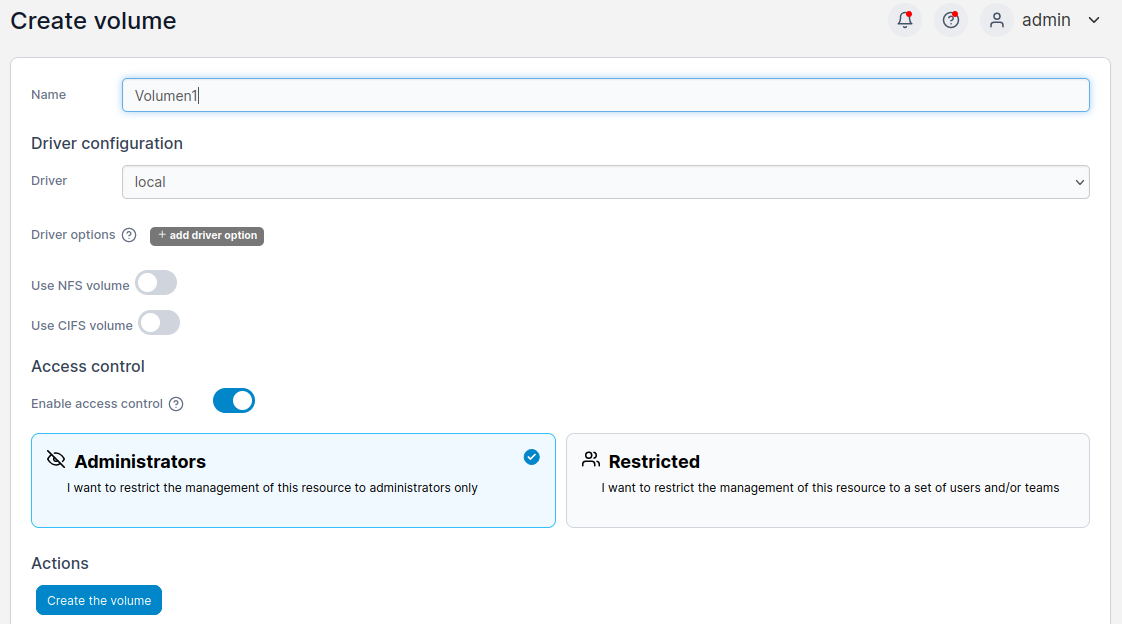 Create volume
admin
Name
Volumen1
Driver configuration
Driver
local
Driver options
+ add driver option
Use NFS volume
Use CIFS volume
Access control
Enable access control
Administrators
I want to restrict the management of this resource to administrators only
Restricted
I want to restrict the management of this resource to a set of users and/or teams
Actions
Create the volume